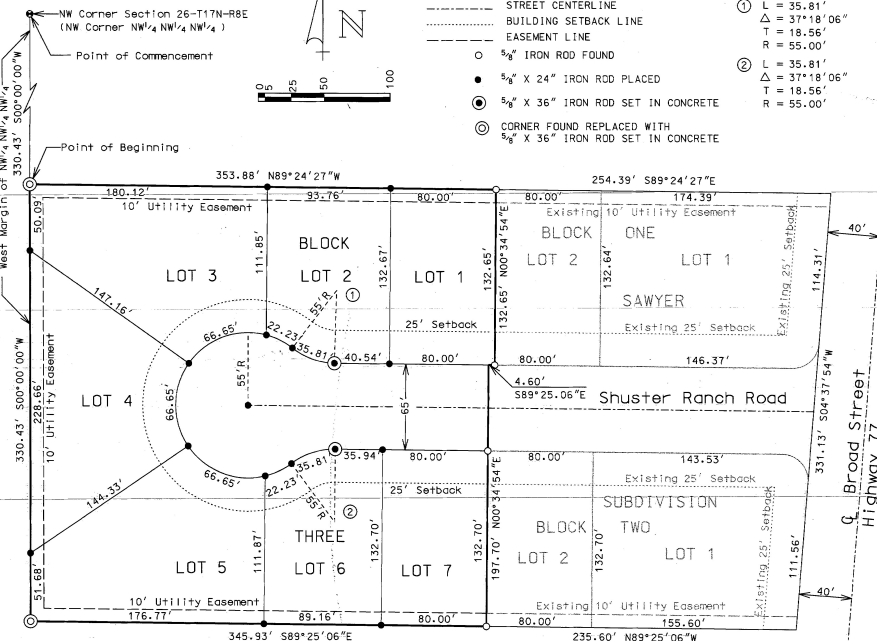 NW Corner Section 26-T17N-R8E
(NW Corner NW1/4 NW1/4 NW1/4 )
Point of Commencement
N
0 5 25 50 100
STREET CENTERLINE
BUILDING SETBACK LINE
EASEMENT LINE
5/8" IRON ROD FOUND
5/8" X 24" IRON ROD PLACED
5/8" X 36" IRON ROD SET IN CONCRETE
CORNER FOUND REPLACED WITH
5/8" X 36" IRON ROD SET IN CONCRETE
1 L = 35.81'
Δ = 37°18'06"
T = 18.56'
R = 55.00'
2 L = 35.81'
Δ = 37°18'06"
T = 18.56'
R = 55.00'
West Margin of NW1/4 NW1/4 NW1/4
330.43' S00°00'00"W
Point of Beginning
353.88' N89°24'27"W
254.39' S89°24'27"E
180.12' 93.76' 80.00' 80.00' 174.39'
10' Utility Easement
Existing 10' Utility Easement
50.09
BLOCK
LOT 3 LOT 2 LOT 1
111.85'
132.67'
132.65'
132.65' N00°34'54"E
BLOCK ONE
LOT 2 LOT 1
132.64'
SAWYER
Existing 25' Setback
Existing 25' Setback
114.31'
40'
147.16'
66.65'
22.23'
55'R
1
35.81'
25' Setback
40.54' 80.00' 80.00' 146.37'
330.43' S00°00'00"W
228.66'
10' Utility Easement
LOT 4
66.65'
55'R
65'
4.60'
S89°25.06"E
Shuster Ranch Road
331.13' S04°37'54"W
℄ Broad Street
Highway 77
144.33'
66.65'
22.23'
35.81'
55'R
2
35.94' 80.00' 80.00' 143.53'
25' Setback
Existing 25' Setback
THREE
LOT 5 LOT 6 LOT 7
111.87'
132.70'
132.70'
197.70' N00°34'54"E
SUBDIVISION
BLOCK TWO
LOT 2 LOT 1
132.70'
Existing 25' Setback
111.56'
40'
51.68'
10' Utility Easement
Existing 10' Utility Easement
176.77' 89.16' 80.00' 80.00' 155.60'
345.93' S89°25'06"E
235.60' N89°25'06"W